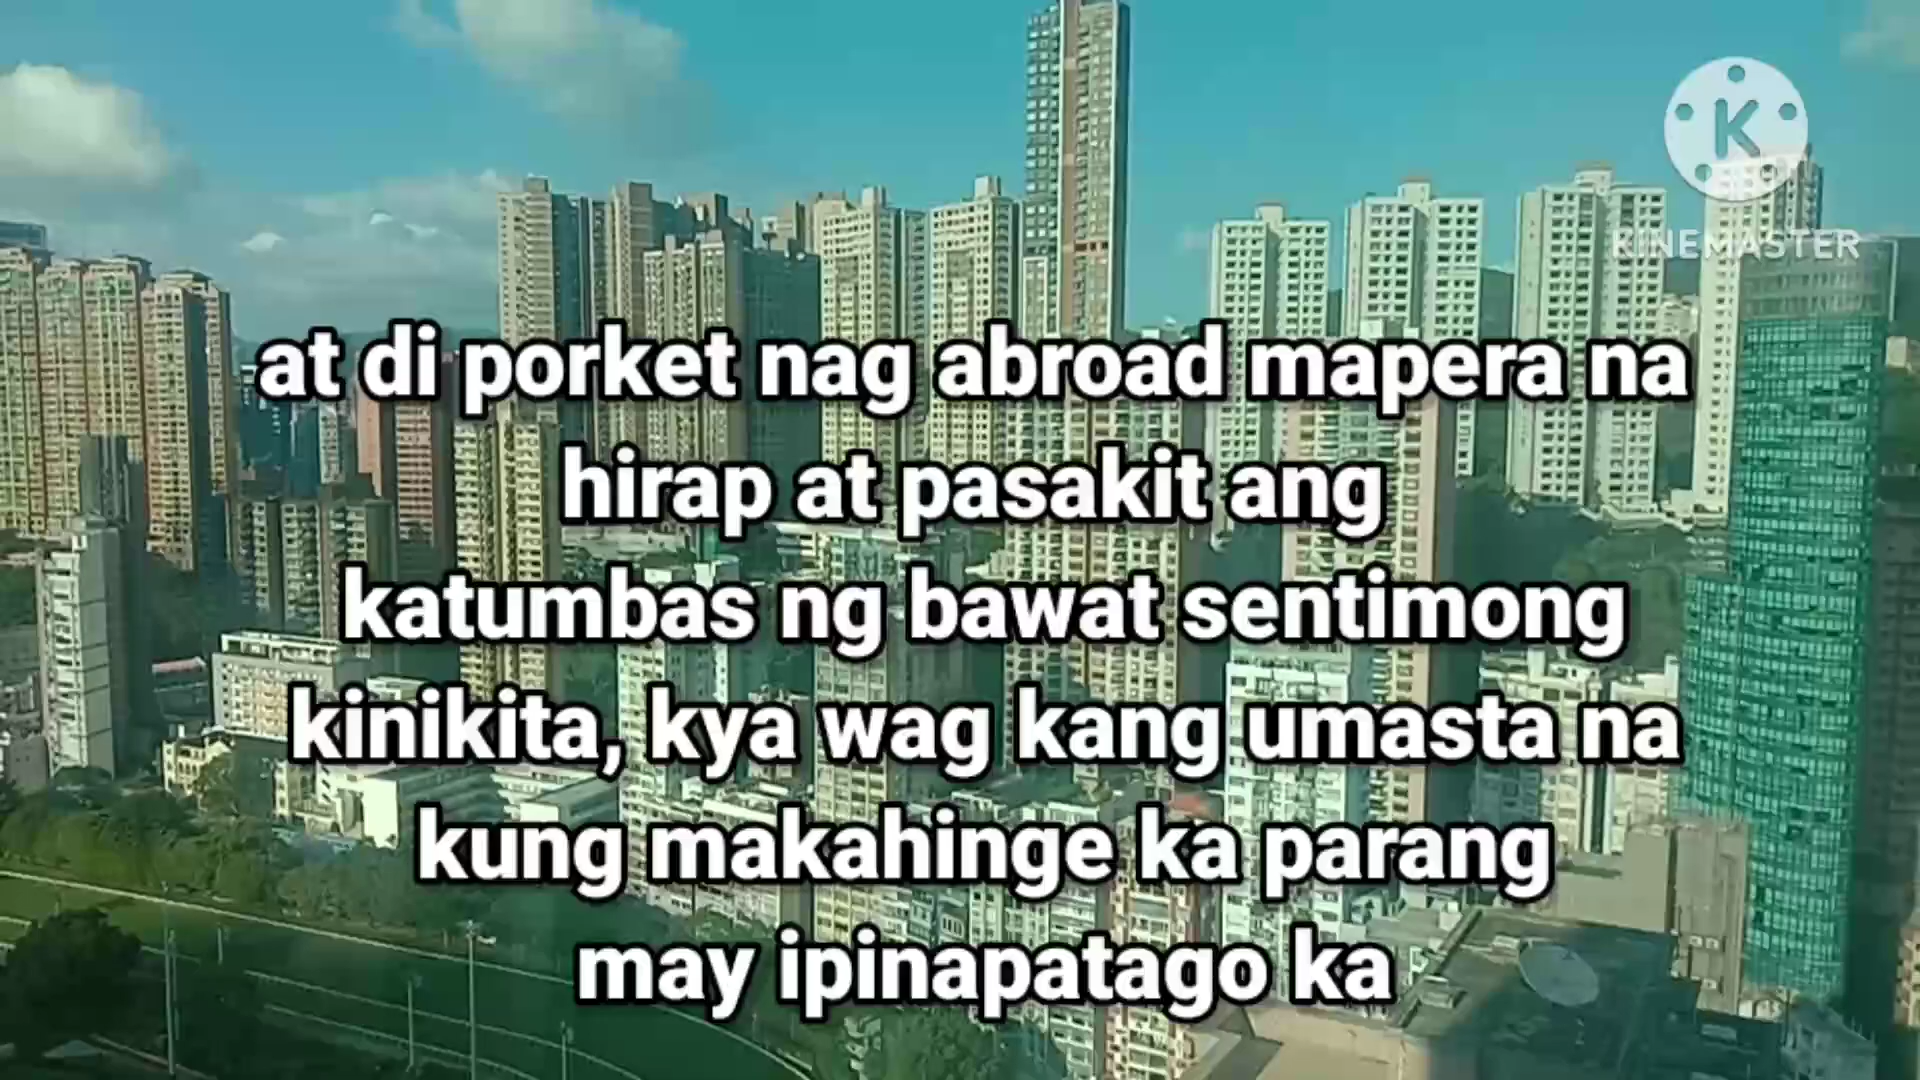 K
KINEMASTER
at di porket nag abroad mapera na
hirap at pasakit ang
katumbas ng bawat sentimong
kinikita, kya wag kang umasta na
kung makahinge ka parang
may ipinapatago ka